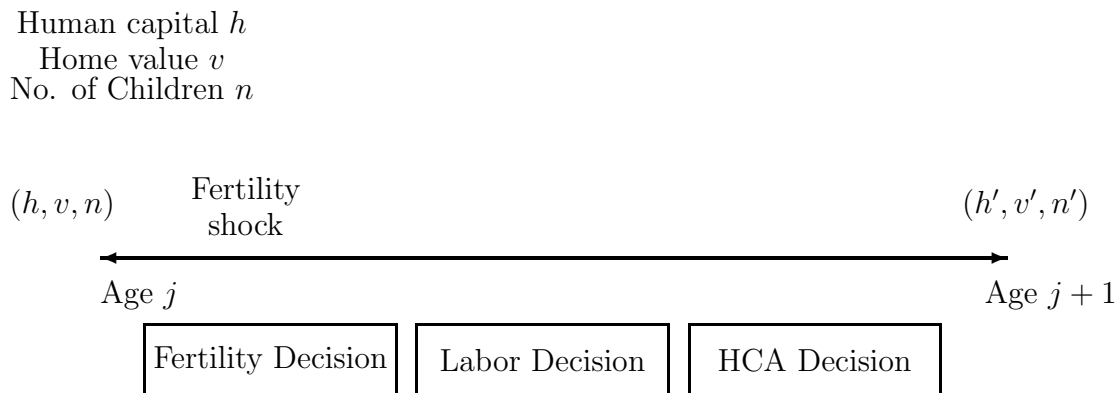 Human capital h
Home value v
No. of Children n
(h, v, n)
Fertility
shock
(h′, v′, n′)
Age j
Age j + 1
Fertility Decision
Labor Decision
HCA Decision